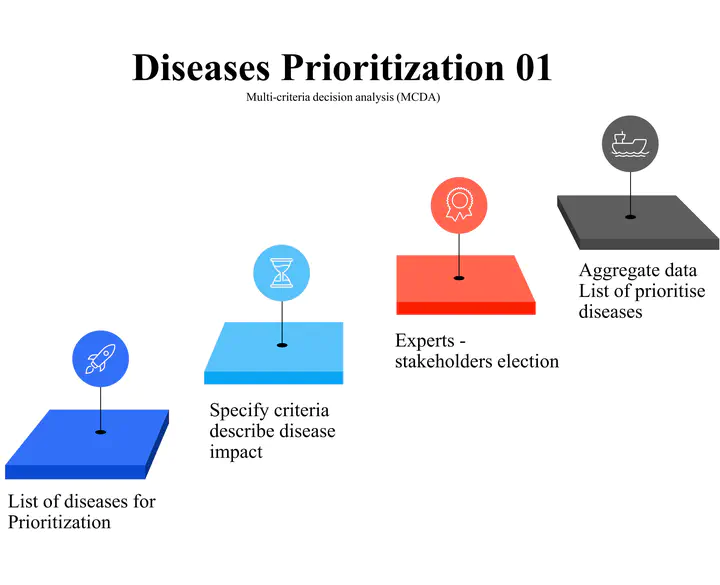 Diseases Prioritization 01
Multi-criteria decision analysis (MCDA)
List of diseases for
Prioritization
Specify criteria
describe disease
impact
Experts -
stakeholders election
Aggregate data
List of prioritise
diseases